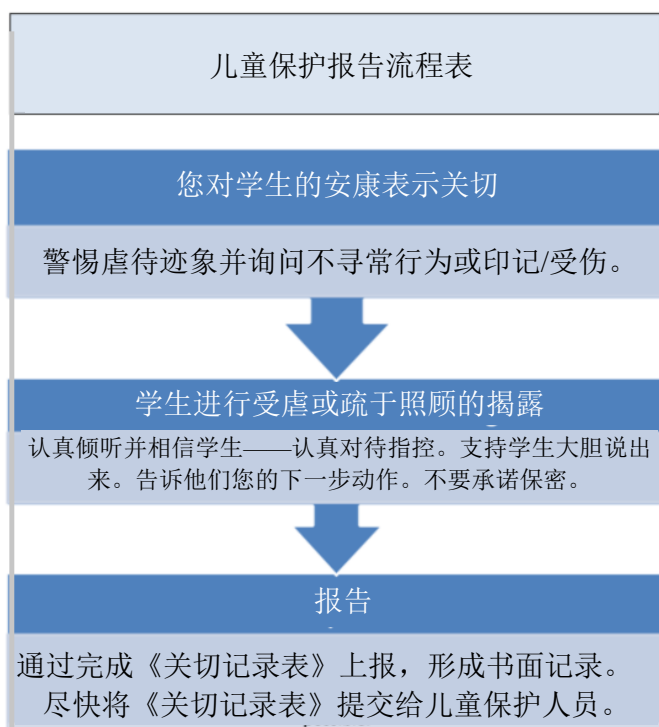 儿童保护报告流程表
您对学生的安康表示关切
警惕虐待迹象并询问不寻常行为或印记/受伤。
学生进行受虐或疏于照顾的揭露
认真倾听并相信学生——认真对待指控。支持学生大胆说出
来。告诉他们您的下一步动作。不要承诺保密。
报告
通过完成《关切记录表》上报，形成书面记录。
尽快将《关切记录表》提交给儿童保护人员。